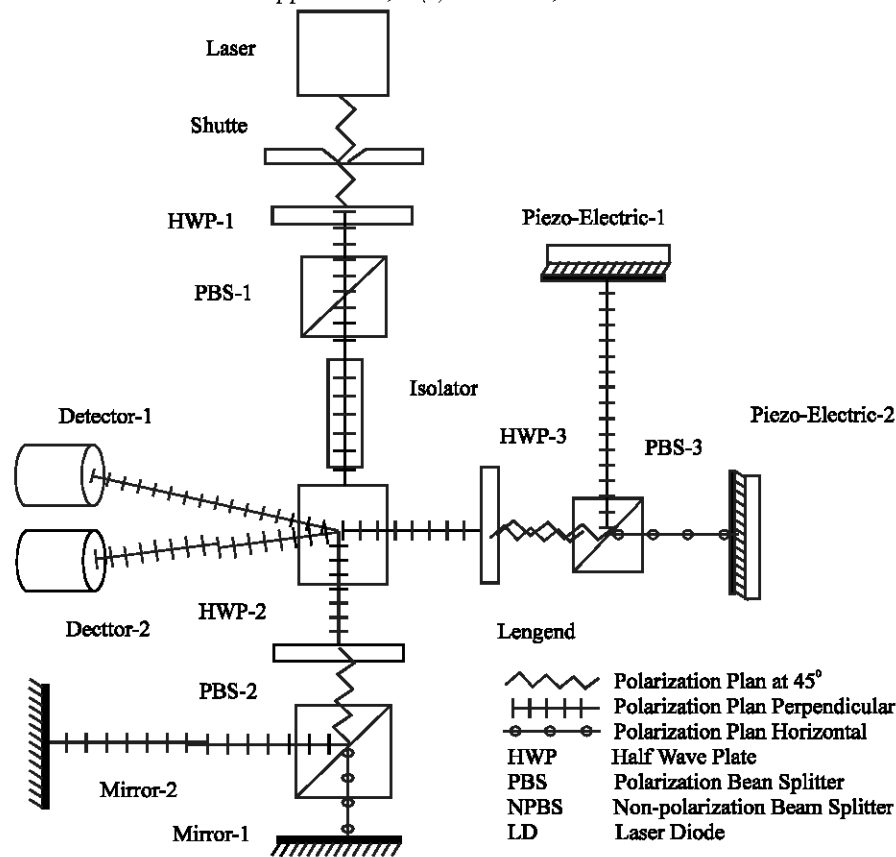 Laser
Shutte
HWP-1
Piezo-Electric-1
PBS-1
Isolator
Detector-1
HWP-3
PBS-3
Piezo-Electric-2
Decttor-2
HWP-2
Lengend
PBS-2
Polarization Plan at 45°
Polarization Plan Perpendicular
Polarization Plan Horizontal
HWP Half Wave Plate
PBS Polarization Bean Splitter
NPBS Non-polarization Beam Splitter
LD Laser Diode
Mirror-2
Mirror-1